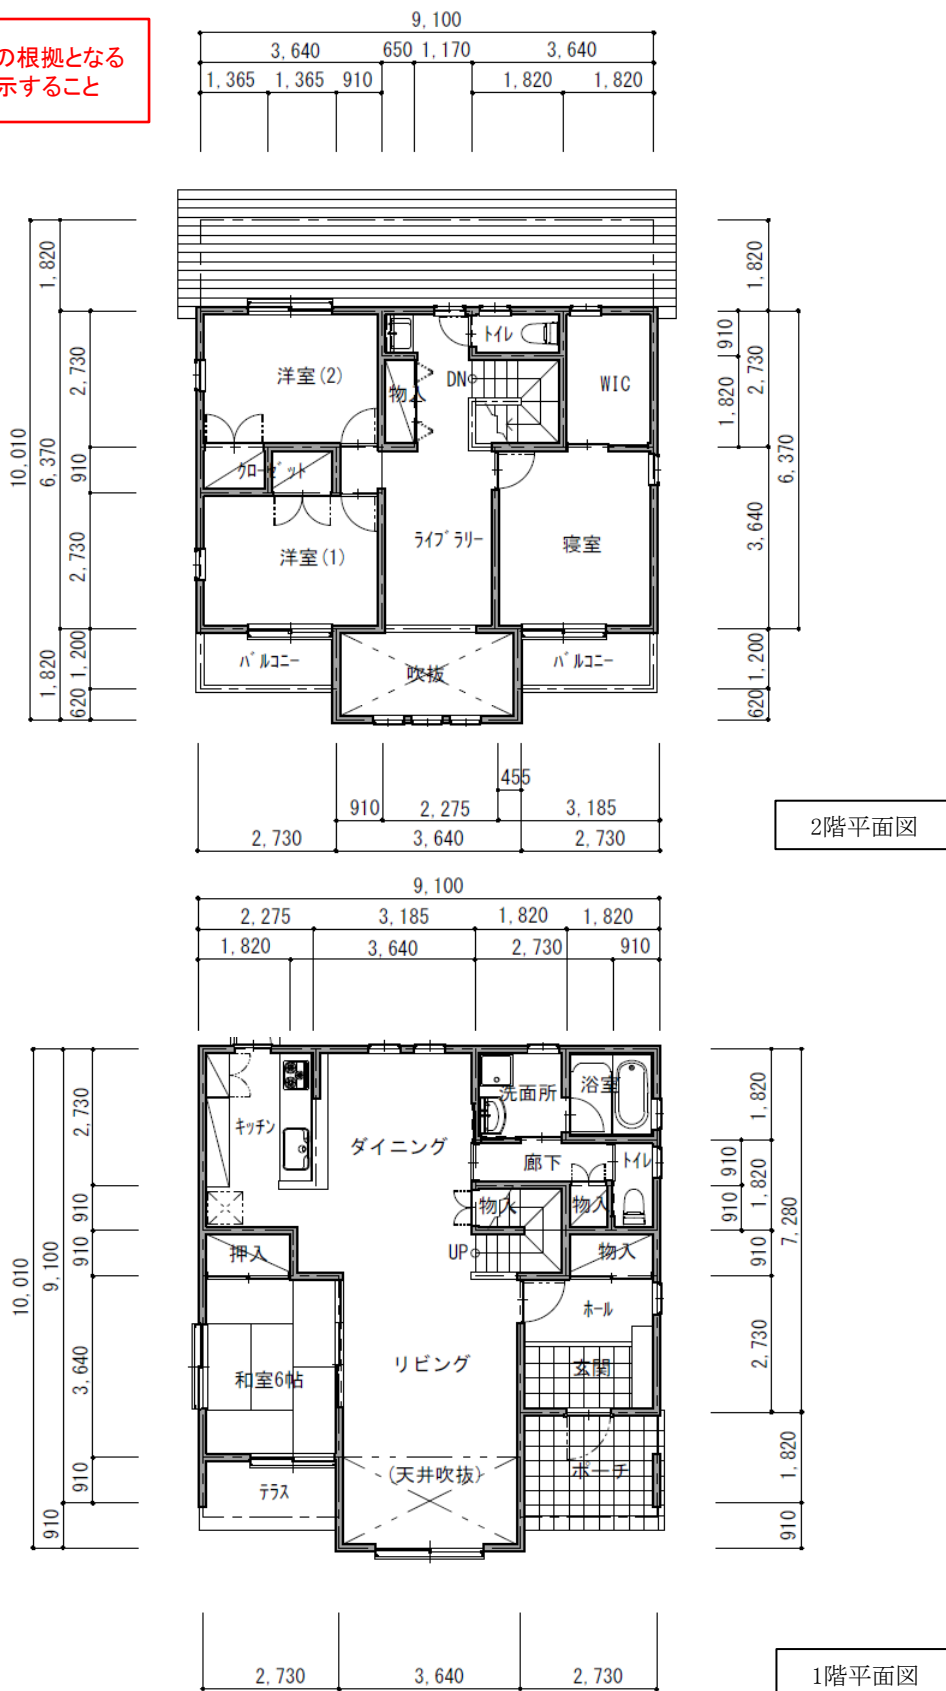 の根拠となる
示すること
9,100
3,640 650 1,170 3,640
1,365 1,365 910 1,820 1,820
10,010
1,820 6,370 1,820
2,730 910 2,730 1,200 620
1,820 2,730 3,640 1,200 620
910 1,820
6,370
洋室(2)
トイレ
WIC
DN
物入
クローゼット
洋室(1)
ライブラリー
寝室
バルコニー
吹抜
バルコニー
455
910 2,275 3,185
2,730 3,640 2,730
2階平面図
9,100
2,275 3,185 1,820 1,820
1,820 3,640 2,730 910
10,010
9,100 910
2,730 910 910 3,640 910
1,820 1,820 910 2,730
910 910
7,280 1,820 910
キッチン
ダイニング
洗面所
浴室
廊下
トイレ
物入
物入
押入
UP
物入
ホール
和室6帖
リビング
玄関
テラス
(天井吹抜)
ポーチ
2,730 3,640 2,730
1階平面図